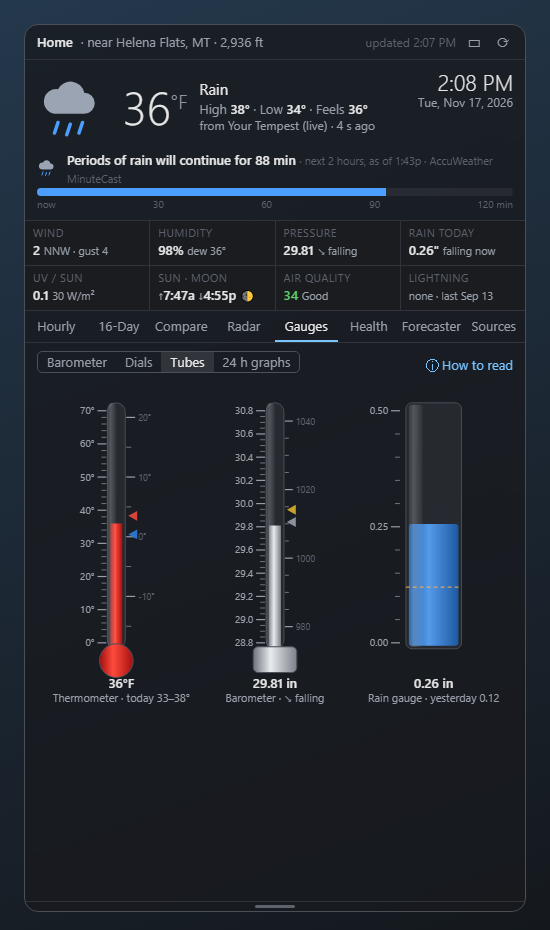 Home · near Helena Flats, MT · 2,936 ft updated 2:07 PM
36°F
Rain
High 38° · Low 34° · Feels 36°
from Your Tempest (live) · 4 s ago
2:08 PM
Tue, Nov 17, 2026
Periods of rain will continue for 88 min · next 2 hours, as of 1:43p · AccuWeather
MinuteCast
now 30 60 90 120 min
WIND HUMIDITY PRESSURE RAIN TODAY
2 NNW · gust 4 98% dew 36° 29.81 ↘ falling 0.26" falling now
UV / SUN SUN · MOON AIR QUALITY LIGHTNING
0.1 30 W/m² ↑7:47a ↓4:55p 34 Good none · last Sep 13
Hourly 16-Day Compare Radar Gauges Health Forecaster Sources
Barometer Dials Tubes 24 h graphs How to read
70° 60° 50° 40° 30° 20° 10° 0°
20° 10° 0° -10°
30.8 30.6 30.4 30.2 30.0 29.8 29.6 29.4 29.2 29.0 28.8
1040 1020 1000 980
0.50 0.25 0.00
36°F 29.81 in 0.26 in
Thermometer · today 33–38° Barometer · ↘ falling Rain gauge · yesterday 0.12